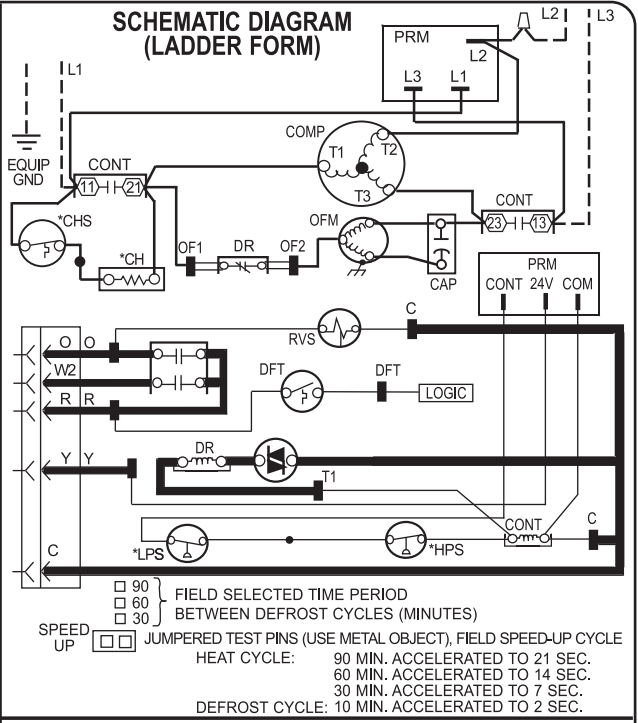 SCHEMATIC DIAGRAM
(LADDER FORM)
L1
L2
L3
PRM
L2
L3 L1
EQUIP
GND
COMP
T1
T2
T3
CONT
11 21
*CHS
*CH
OF1
DR
OF2
OFM
CAP
CONT
23 13
PRM
CONT 24V COM
C
RVS
O O
W2
R R
DFT
DFT
LOGIC
Y Y
DR
T1
CONT
C
*LPS
*HPS
C
90
60
30
FIELD SELECTED TIME PERIOD
BETWEEN DEFROST CYCLES (MINUTES)
SPEED
UP
JUMPERED TEST PINS (USE METAL OBJECT), FIELD SPEED-UP CYCLE
HEAT CYCLE: 90 MIN. ACCELERATED TO 21 SEC.
60 MIN. ACCELERATED TO 14 SEC.
30 MIN. ACCELERATED TO 7 SEC.
DEFROST CYCLE: 10 MIN. ACCELERATED TO 2 SEC.